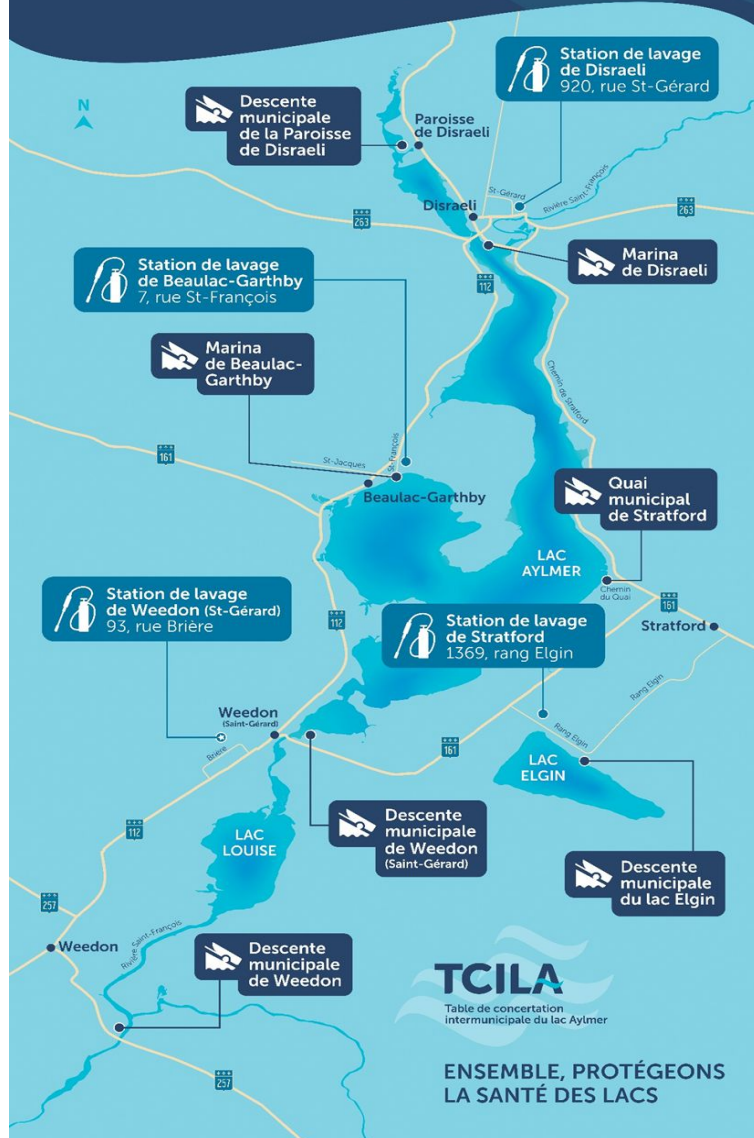 Station de lavage
de Disraeli
920, rue St-Gérard
N
Descente
municipale
de la Paroisse
de Disraeli
Paroisse
de Disraeli
St-Gérard
Rivière Saint-François
Disraeli
263
263
Marina
de Disraeli
Station de lavage
de Beaulac-Garthby
7, rue St-François
112
Marina
de Beaulac-
Garthby
Chemin de Stratford
161
St-Jacques
St-François
Beaulac-Garthby
Quai
municipal
de Stratford
LAC
AYLMER
Chemin
du Quai
161
Station de lavage
de Weedon (St-Gérard)
93, rue Brière
112
Station de lavage
de Stratford
1369, rang Elgin
Stratford
Rang Elgin
Weedon
(Saint-Gérard)
Brière
161
Rang Elgin
LAC
ELGIN
Descente
municipale
de Weedon
(Saint-Gérard)
112
LAC
LOUISE
Descente
municipale
du lac Elgin
257
Weedon
Rivière Saint-François
Descente
municipale
de Weedon
TCILA
Table de concertation
intermunicipale du lac Aylmer
257
ENSEMBLE, PROTÉGEONS
LA SANTÉ DES LACS